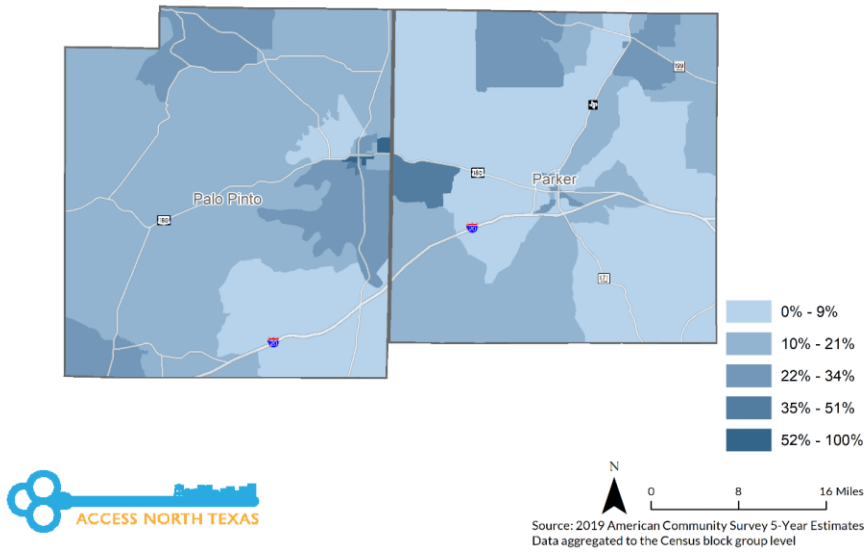 199
180
Parker
Palo Pinto
180
20
171
20
0% - 9%
10% - 21%
22% - 34%
35% - 51%
52% - 100%
N
0 8 16 Miles
ACCESS NORTH TEXAS
Source: 2019 American Community Survey 5-Year Estimates
Data aggregated to the Census block group level